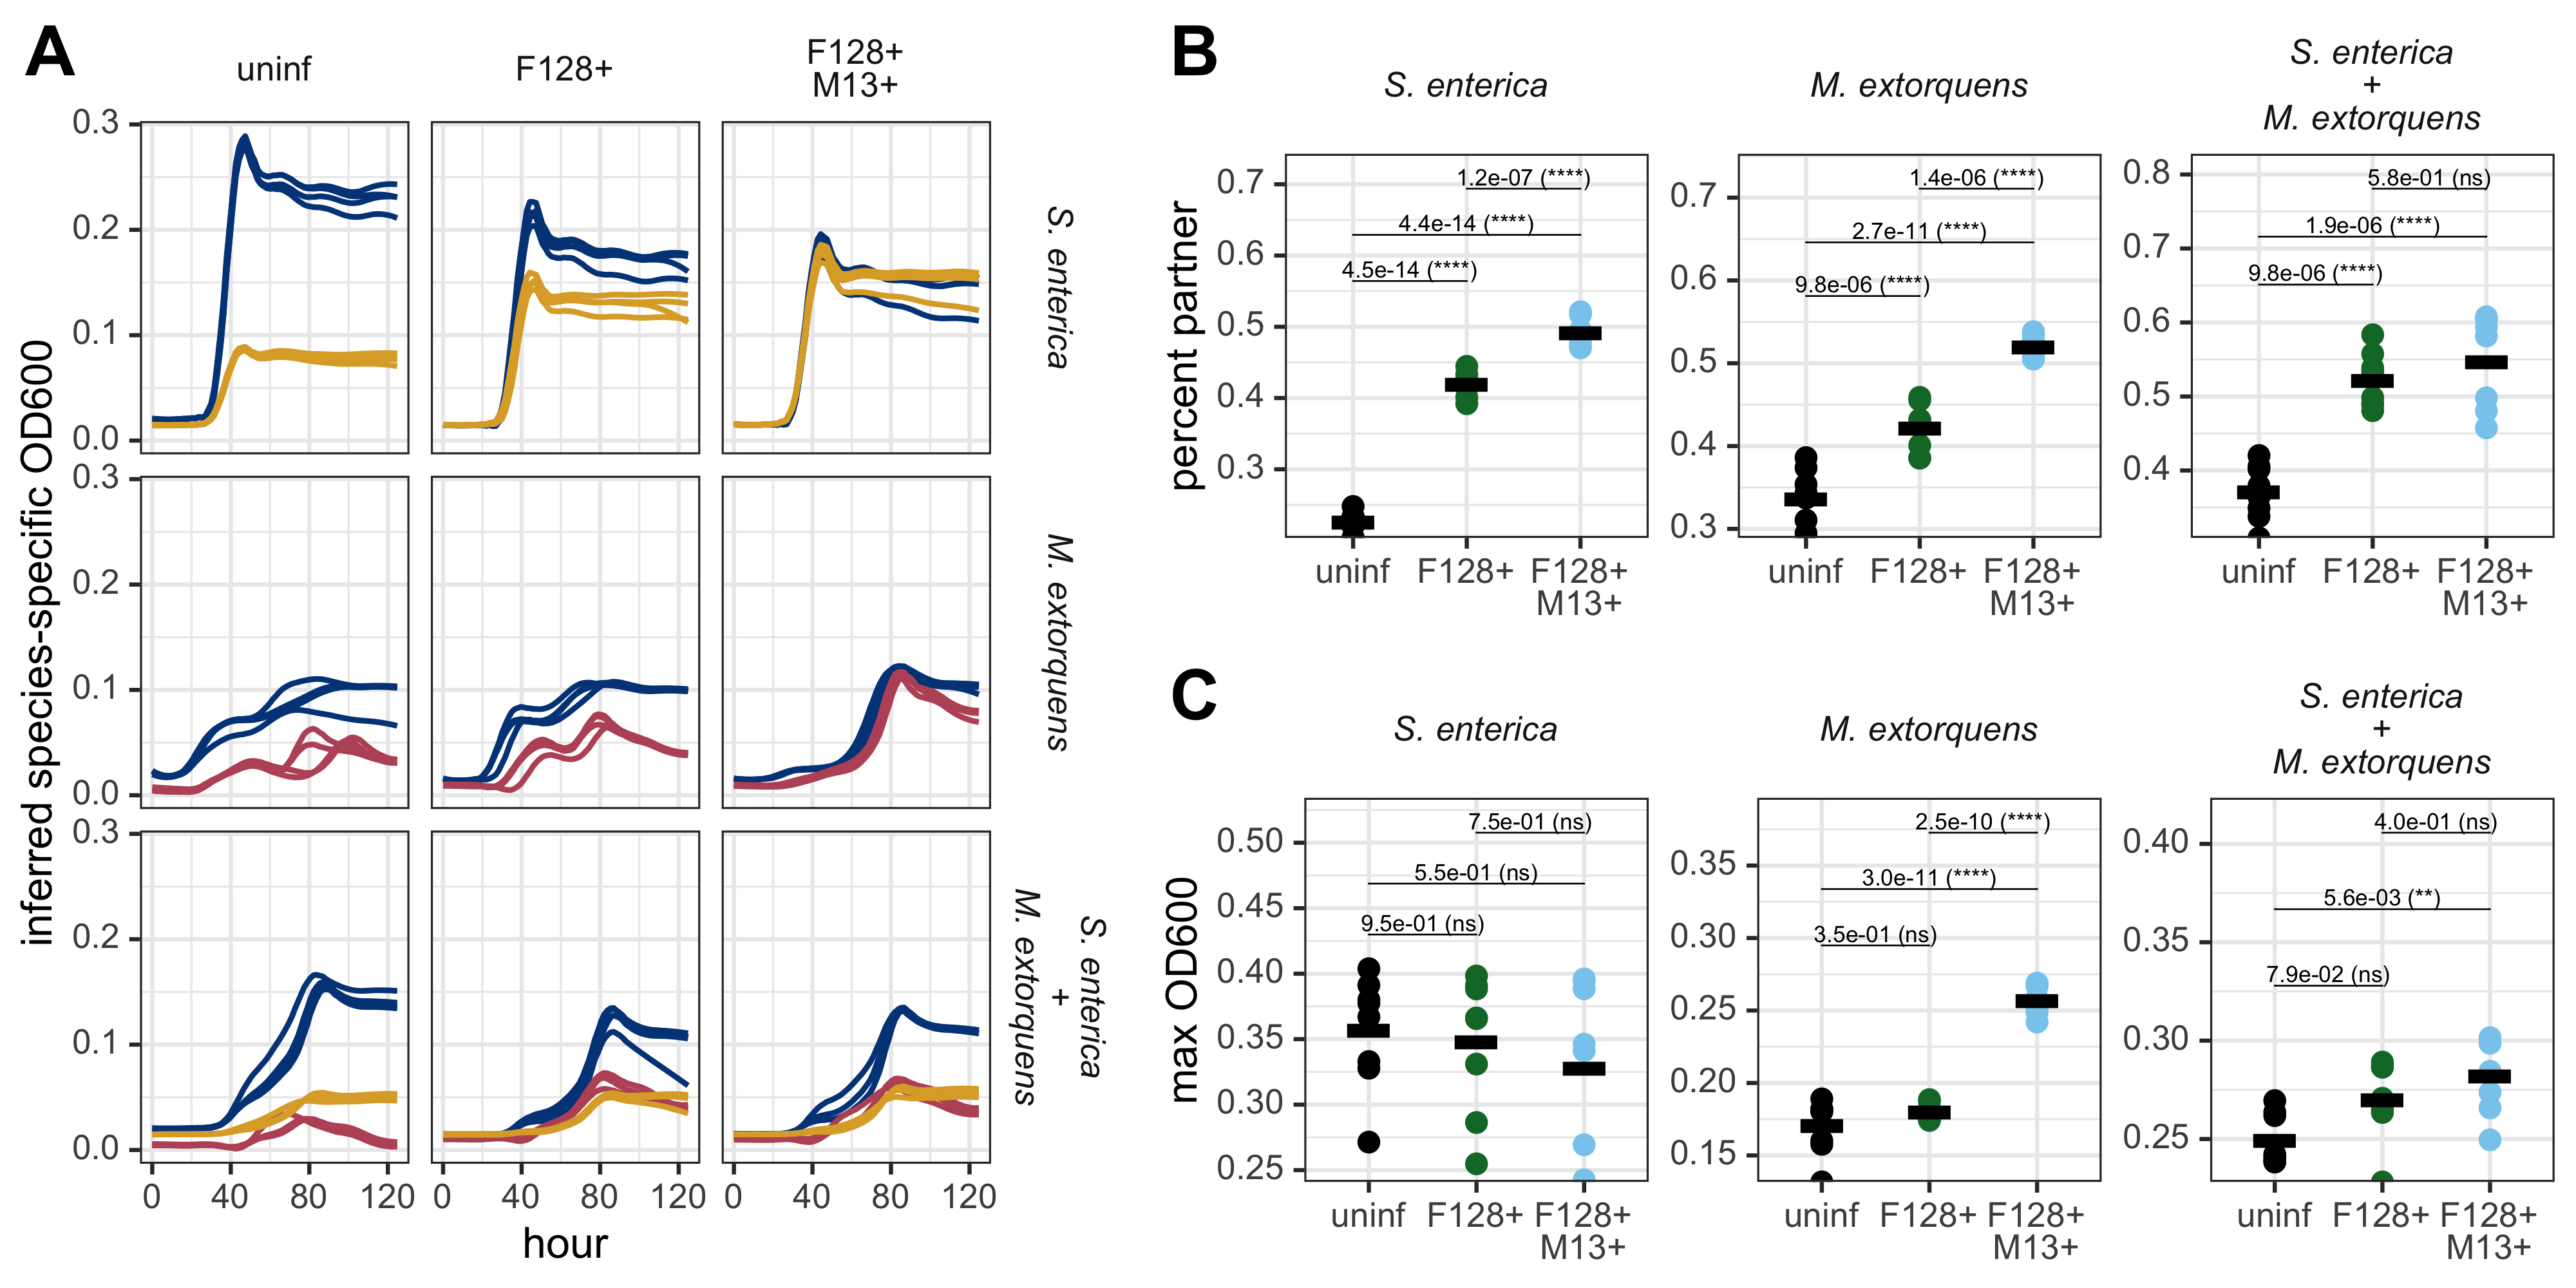 A
uninf
F128+
F128+
M13+
inferred species-specific OD600
0.3
0.2
0.1
0.0
S. enterica
0.3
0.2
0.1
0.0
M. extorquens
0.3
0.2
0.1
0.0
S. enterica
+
M. extorquens
0 40 80 120
0 40 80 120
0 40 80 120
hour
B
percent partner
S. enterica
0.7
0.6
0.5
0.4
0.3
1.2e-07 (****)
4.4e-14 (****)
4.5e-14 (****)
uninf F128+ F128+
M13+
M. extorquens
0.7
0.6
0.5
0.4
0.3
1.4e-06 (****)
2.7e-11 (****)
9.8e-06 (****)
uninf F128+ F128+
M13+
S. enterica
+
M. extorquens
0.8
0.7
0.6
0.5
0.4
5.8e-01 (ns)
1.9e-06 (****)
9.8e-06 (****)
uninf F128+ F128+
M13+
C
max OD600
S. enterica
0.50
0.45
0.40
0.35
0.30
0.25
7.5e-01 (ns)
5.5e-01 (ns)
9.5e-01 (ns)
uninf F128+ F128+
M13+
M. extorquens
0.35
0.30
0.25
0.20
0.15
2.5e-10 (****)
3.0e-11 (****)
3.5e-01 (ns)
uninf F128+ F128+
M13+
S. enterica
+
M. extorquens
0.40
0.35
0.30
0.25
4.0e-01 (ns)
5.6e-03 (**)
7.9e-02 (ns)
uninf F128+ F128+
M13+